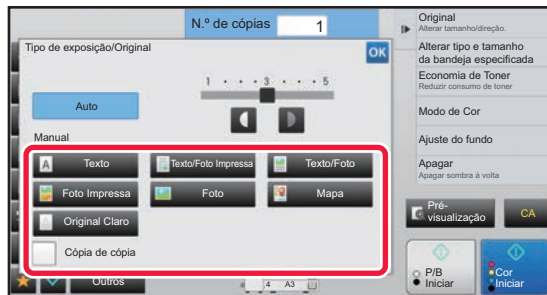 N.º de cópias 1
Tipo de exposição/Original
OK
1 • • • 3 • • • 5
Auto
Manual
A Texto
Texto/Foto Impressa
Texto/Foto
Foto Impressa
Foto
Mapa
Original Claro
Cópia de cópia
Outros
4 A3
Original
Alterar tamanho/direção.
Alterar tipo e tamanho
da bandeja especificada
Economia de Toner
Reduzir consumo de toner
Modo de Cor
Ajuste do fundo
Apagar
Apagar sombra à volta
Pré-
visualização
CA
P/B
Iniciar
Cor
Iniciar